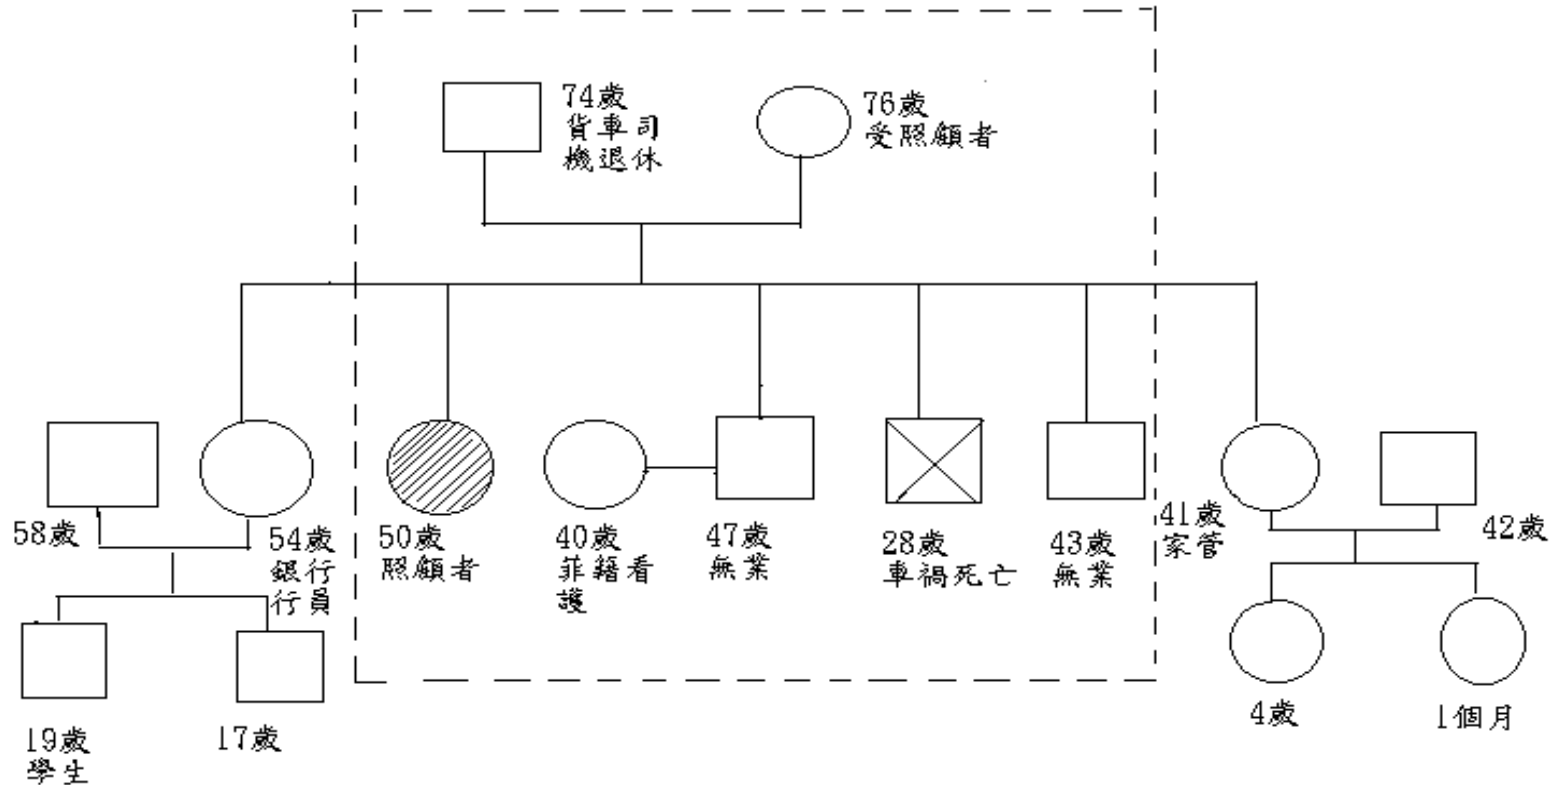 74歲
貨車司
機退休
76歲
受照顧者
58歲
54歲
銀行
行員
50歲
照顧者
40歲
菲籍看
護
47歲
無業
28歲
車禍死亡
43歲
無業
41歲
家管
42歲
19歲
學生
17歲
4歲
1個月